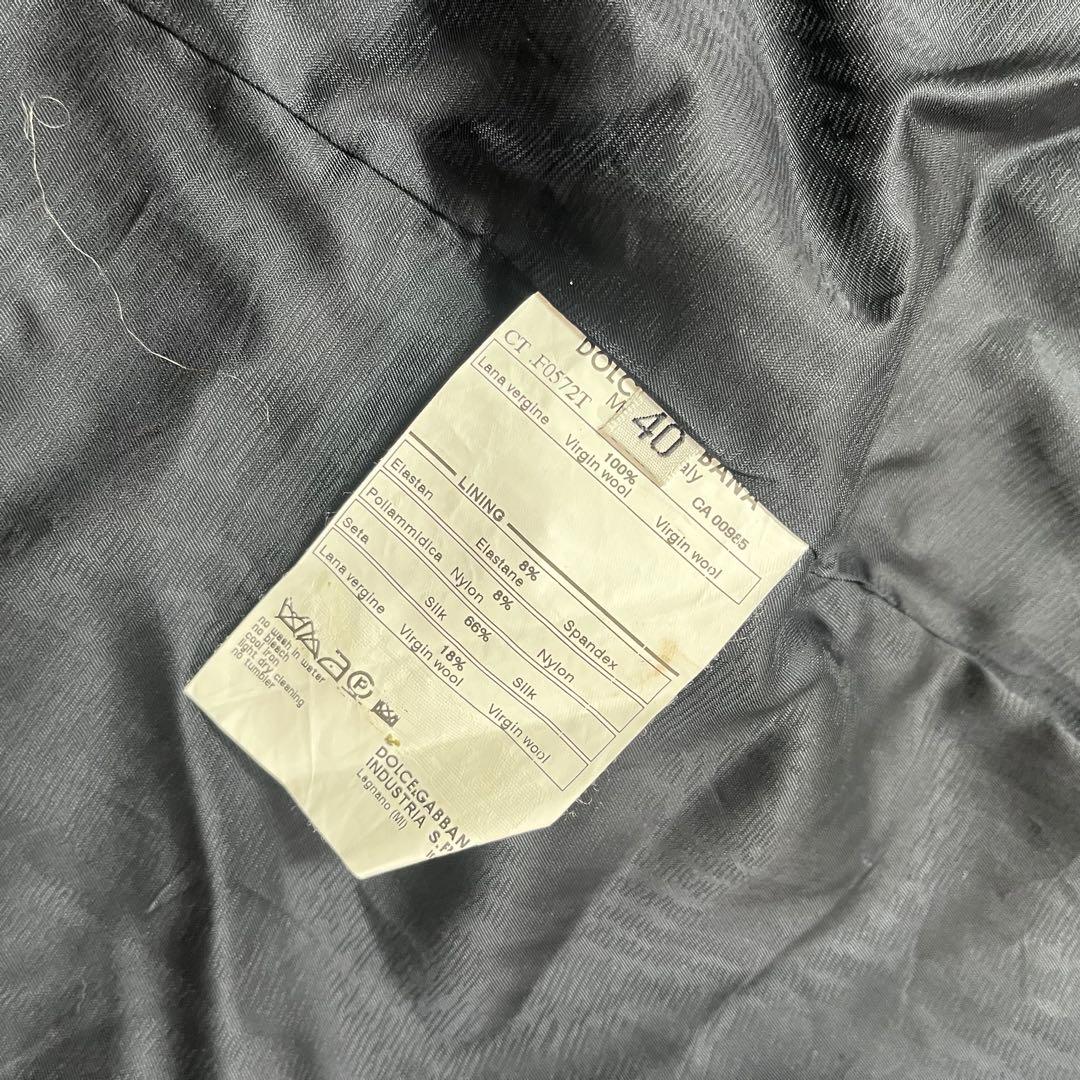 DOLC BANA
M aly CA 00985
40
CT .F0572T
Lana vergine 100% Virgin wool Virgin wool
LINING
Elastan 8% Elastane Spandex
Poliammidica 8% Nylon Nylon
Seta 66% Silk Silk
Lana vergine 18% Virgin wool Virgin wool
A F
no wash in water
no bleach
cool iron
light dry cleaning
no tumbler
DOLCE&GABBAN
INDUSTRIA S.P
Legnano (MI)